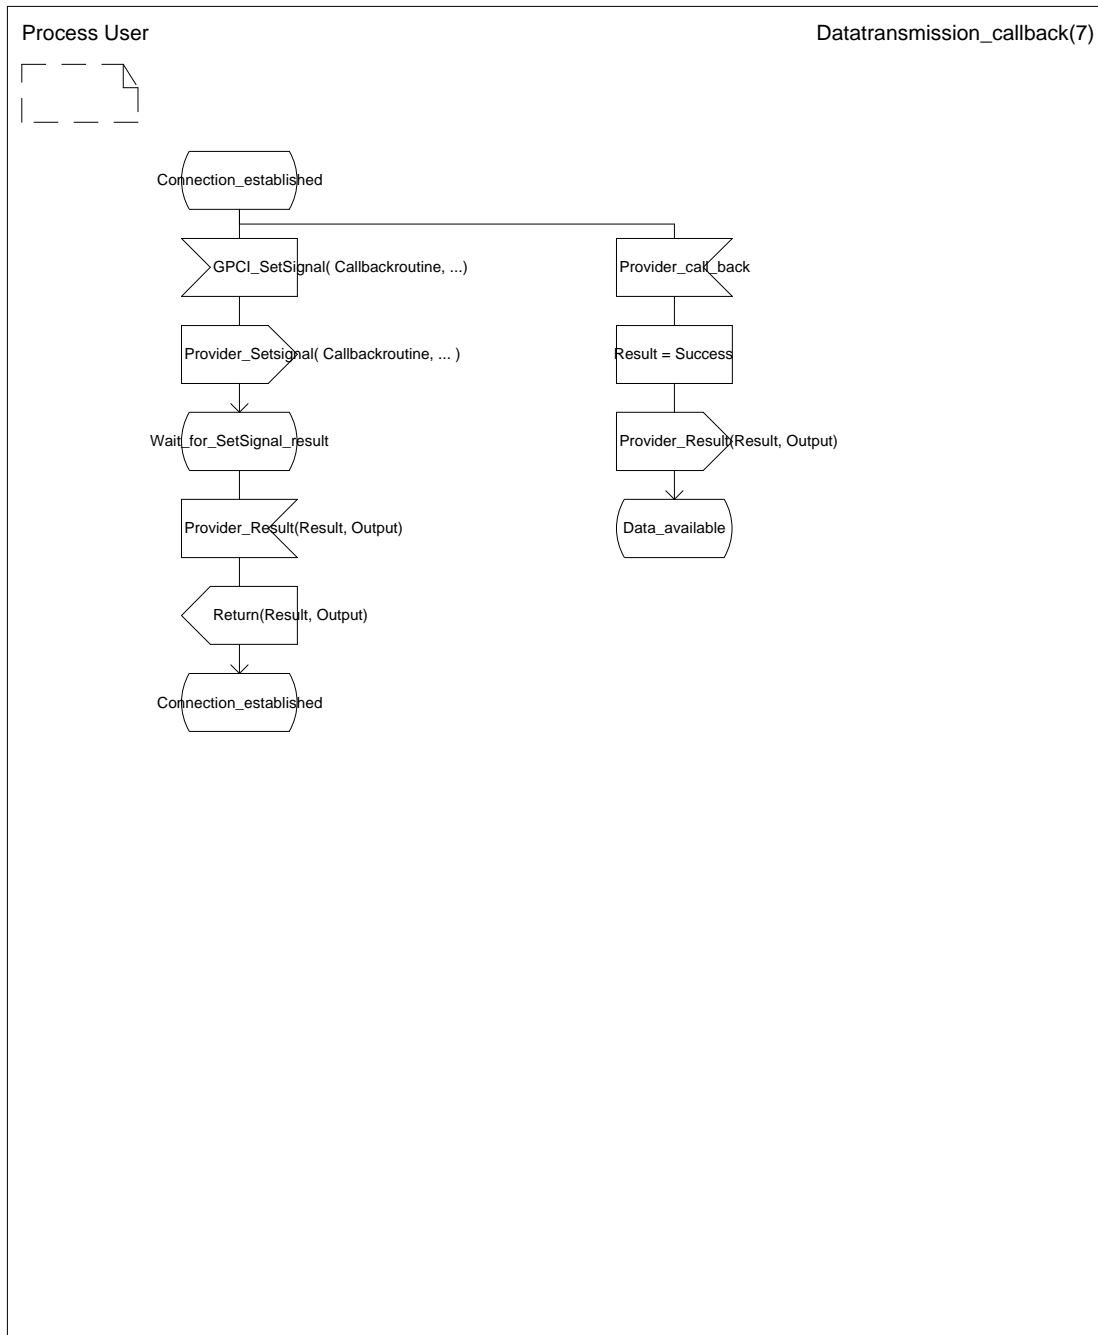 Process User
Datatransmission_callback(7)
Connection_established
GPCI_SetSignal( Callbackroutine, ...)
Provider_call_back
Provider_Setsignal( Callbackroutine, ... )
Result = Success
Wait_for_SetSignal_result
Provider_Result(Result, Output)
Provider_Result(Result, Output)
Data_available
Return(Result, Output)
Connection_established